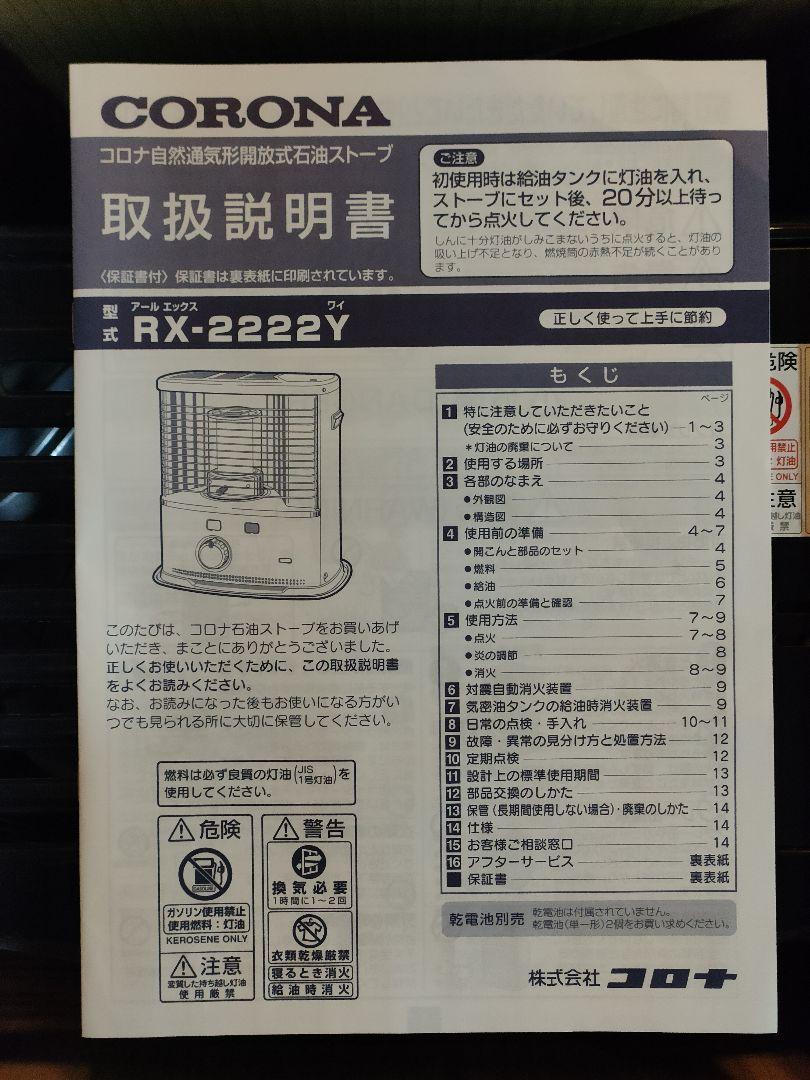 CORONA
コロナ自然通気形開放式石油ストーブ
取扱説明書
〈保証書付〉保証書は裏表紙に印刷されています。
ご注意
初使用時は給油タンクに灯油を入れ、
ストーブにセット後、20分以上待っ
てから点火してください。
しんに十分灯油がしみこまないうちに点火すると、灯油の
吸い上げ不足となり、燃焼筒の赤熱不足が続くことがあり
ます。
型式
アールエックス ワイ
RX-2222Y
正しく使って上手に節約
もくじ
ページ
1 特に注意していただきたいこと
(安全のために必ずお守りください) 1〜3
*灯油の廃棄について 3
2 使用する場所 3
3 各部のなまえ 4
●外観図 4
●構造図 4
4 使用前の準備 4〜7
●開こんと部品のセット 4
●燃料 5
●給油 6
●点火前の準備と確認 7
5 使用方法 7〜9
●点火 7〜8
●炎の調節 8
●消火 8〜9
6 対震自動消火装置 9
7 気密油タンクの給油時消火装置 9
8 日常の点検・手入れ 10〜11
9 故障・異常の見分け方と処置方法 12
10 定期点検 12
11 設計上の標準使用期間 13
12 部品交換のしかた 13
13 保管(長期間使用しない場合)・廃棄のしかた 14
14 仕様 14
15 お客様ご相談窓口 14
16 アフターサービス 裏表紙
■ 保証書 裏表紙
このたびは、コロナ石油ストーブをお買いあげ
いただき、まことにありがとうございました。
正しくお使いいただくために、この取扱説明書
をよくお読みください。
なお、お読みになった後もお使いになる方がい
つでも見られる所に大切に保管してください。
燃料は必ず良質の灯油(JIS 1号灯油)を
使用してください。
危険
GASOLINE
ガソリン使用禁止
使用燃料：灯油
KEROSENE ONLY
注意
変質した持ち越し灯油
使用厳禁
警告
換気必要
1時間に1〜2回
衣類乾燥厳禁
寝るとき消火
給油時消火
乾電池別売
乾電池は付属されていません。
乾電池(単一形)2個をお買い求めください。
株式会社 コロナ
険
用禁止
灯油
E ONLY
意
越し灯油
禁